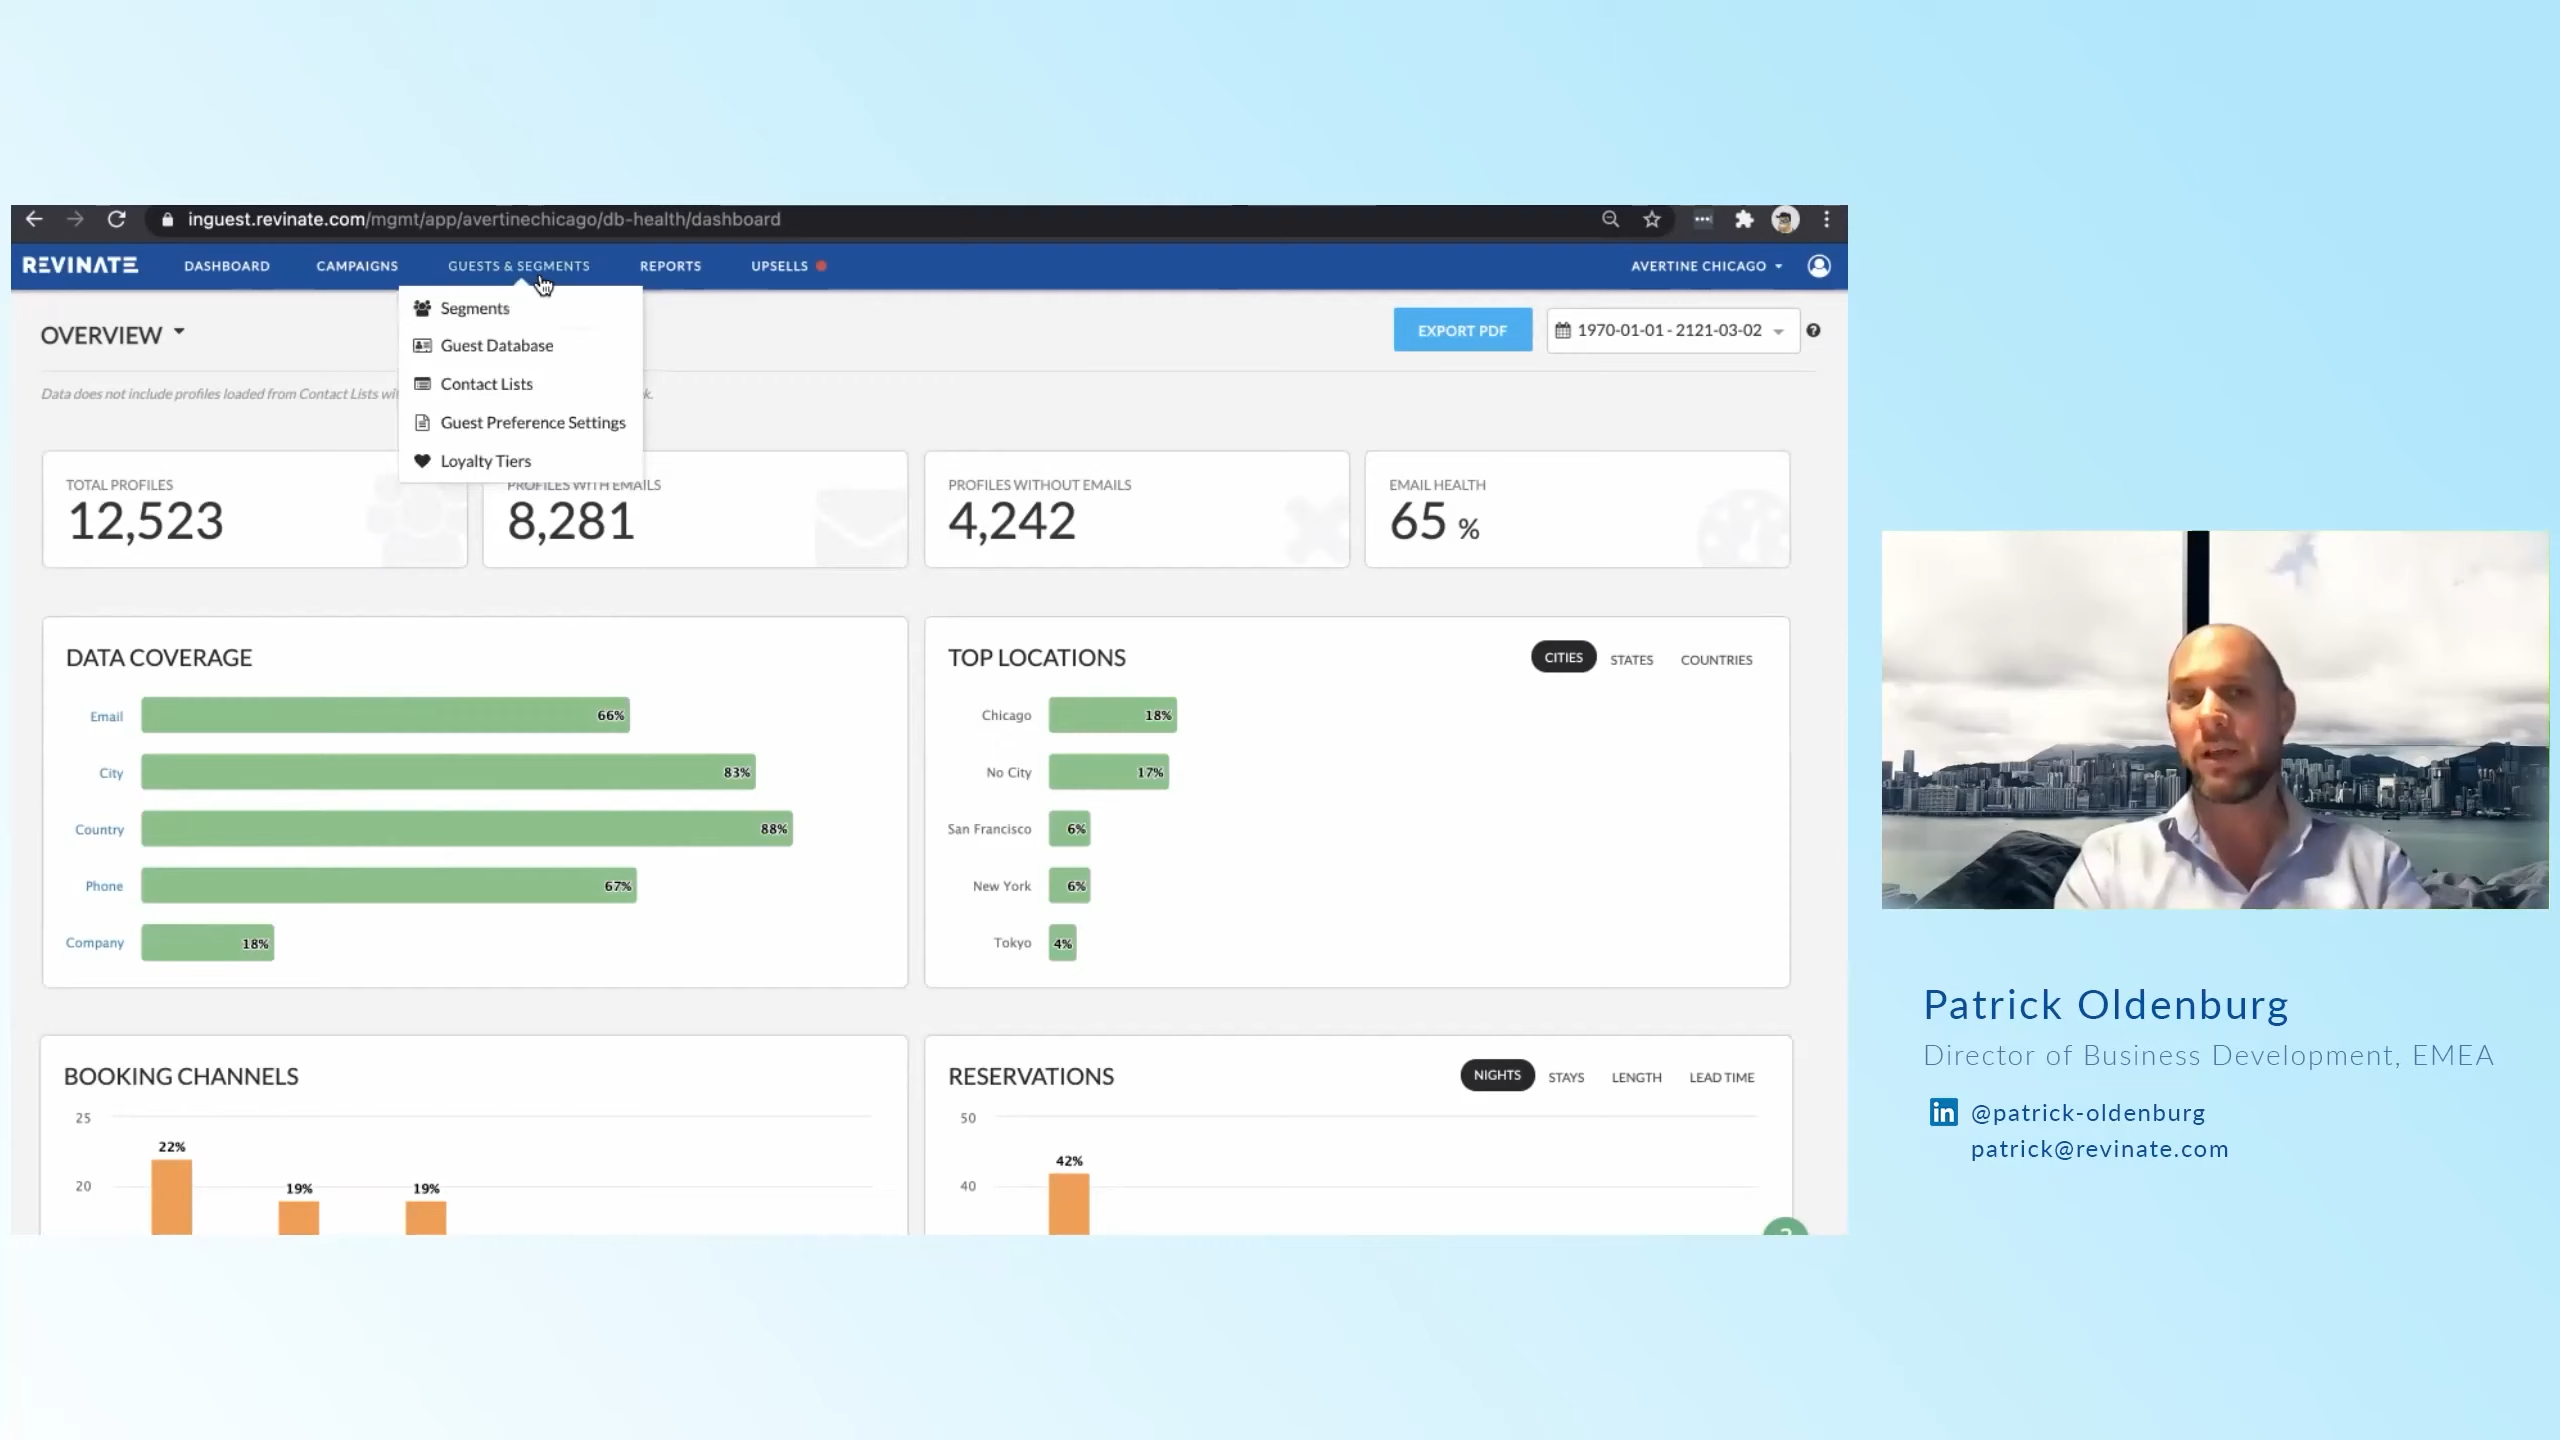 inguest.revinate.com/mgmt/app/avertinechicago/db-health/dashboard
REVINATE
DASHBOARD
CAMPAIGNS
GUESTS & SEGMENTS
REPORTS
UPSELLS
AVERTINE CHICAGO
Segments
Guest Database
Contact Lists
Guest Preference Settings
Loyalty Tiers
OVERVIEW
EXPORT PDF
1970-01-01 - 2121-03-02
Data does not include profiles loaded from Contact Lists
TOTAL PROFILES
12,523
PROFILES WITH EMAILS
8,281
PROFILES WITHOUT EMAILS
4,242
EMAIL HEALTH
65 %
DATA COVERAGE
Email 66%
City 83%
Country 88%
Phone 67%
Company 18%
TOP LOCATIONS
CITIES
STATES
COUNTRIES
Chicago 18%
No City 17%
San Francisco 6%
New York 6%
Tokyo 4%
BOOKING CHANNELS
25
20
22%
19%
19%
RESERVATIONS
NIGHTS
STAYS
LENGTH
LEAD TIME
50
40
42%
Patrick Oldenburg
Director of Business Development, EMEA
in @patrick-oldenburg
patrick@revinate.com